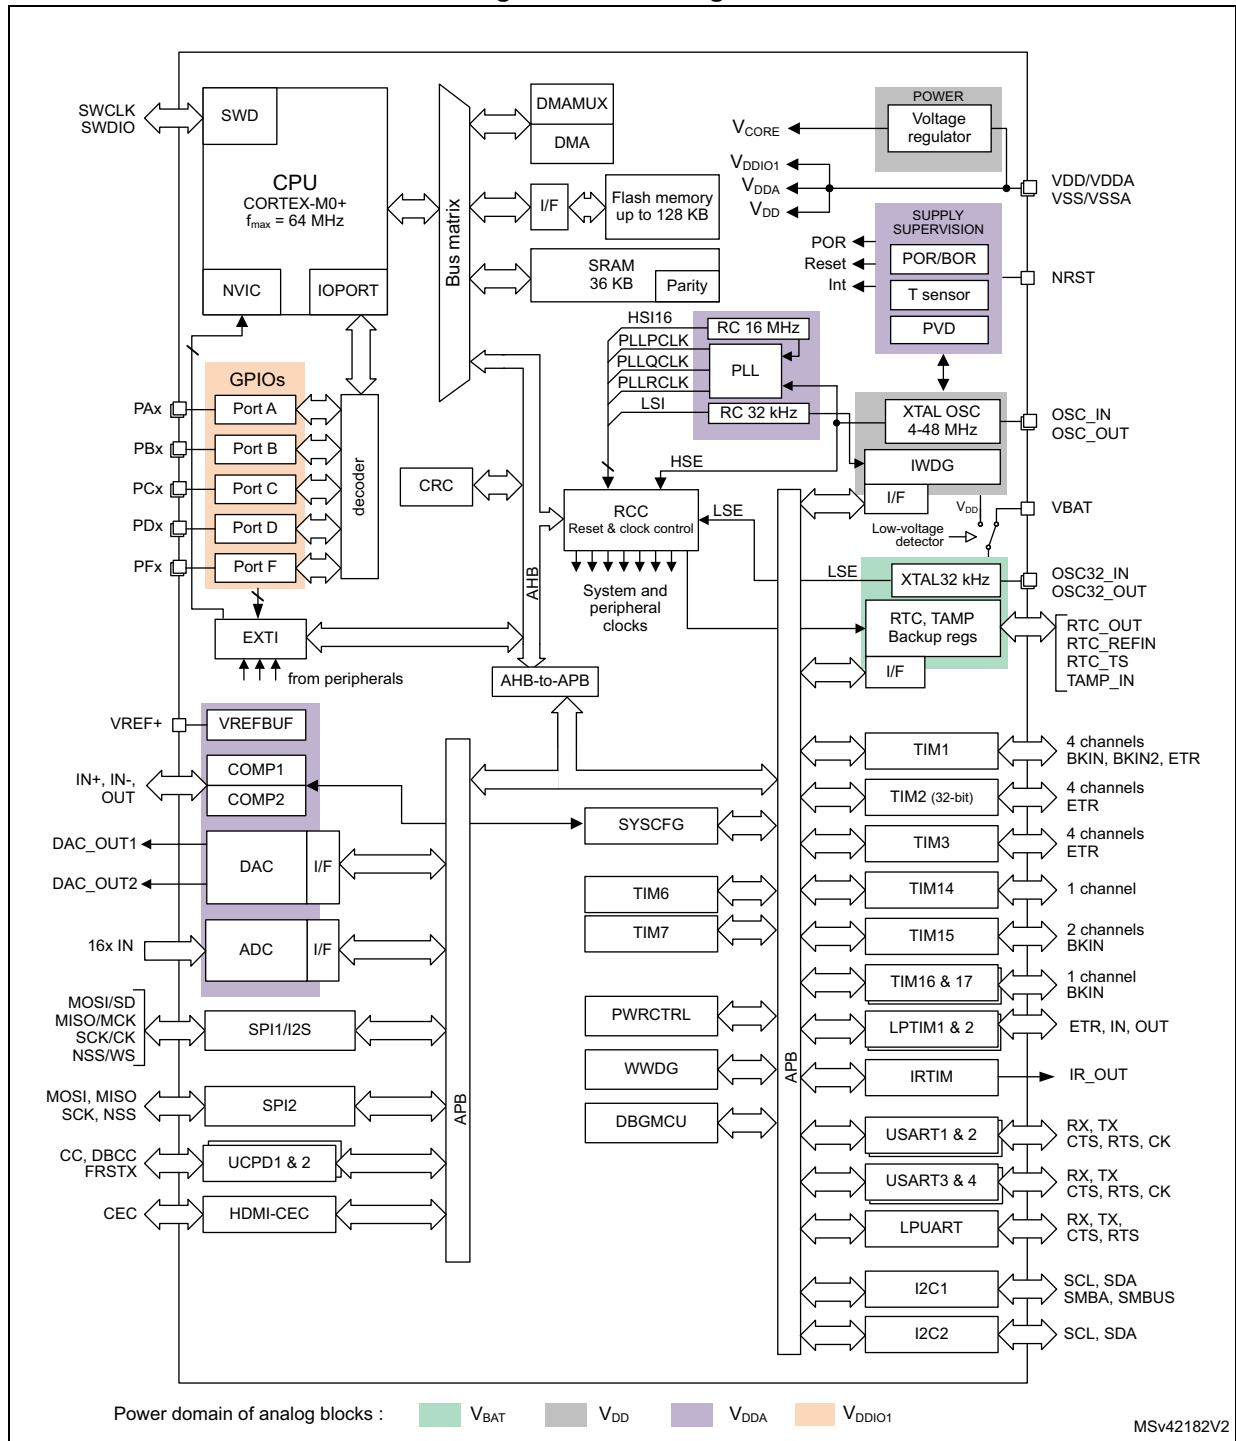 SWCLK
SWDIO
SWD
CPU
CORTEX-M0+
fmax = 64 MHz
NVIC
IOPORT
Bus matrix
DMAMUX
DMA
I/F
Flash memory
up to 128 KB
SRAM
36 KB
Parity
POWER
Voltage
regulator
VCORE
VDDIO1
VDDA
VDD
VDD/VDDA
VSS/VSSA
SUPPLY
SUPERVISION
POR
Reset
Int
POR/BOR
T sensor
PVD
NRST
HSI16
PLLPCLK
PLLQCLK
PLLRCLK
LSI
RC 16 MHz
PLL
RC 32 kHz
GPIOs
PAx
Port A
PBx
Port B
PCx
Port C
PDx
Port D
PFx
Port F
decoder
CRC
AHB
XTAL OSC
4-48 MHz
OSC_IN
OSC_OUT
IWDG
I/F
HSE
RCC
Reset & clock control
LSE
System and
peripheral
clocks
VDD
Low-voltage
detector
VBAT
LSE
XTAL32 kHz
OSC32_IN
OSC32_OUT
RTC, TAMP
Backup regs
I/F
RTC_OUT
RTC_REFIN
RTC_TS
TAMP_IN
EXTI
from peripherals
AHB-to-APB
VREF+
VREFBUF
IN+, IN-,
OUT
COMP1
COMP2
DAC_OUT1
DAC_OUT2
DAC
I/F
16x IN
ADC
I/F
MOSI/SD
MISO/MCK
SCK/CK
NSS/WS
SPI1/I2S
MOSI, MISO
SCK, NSS
SPI2
CC, DBCC
FRSTX
UCPD1 & 2
CEC
HDMI-CEC
APB
SYSCFG
TIM6
TIM7
PWRCTRL
WWDG
DBGMCU
APB
TIM1
4 channels
BKIN, BKIN2, ETR
TIM2 (32-bit)
4 channels
ETR
TIM3
4 channels
ETR
TIM14
1 channel
TIM15
2 channels
BKIN
TIM16 & 17
1 channel
BKIN
LPTIM1 & 2
ETR, IN, OUT
IRTIM
IR_OUT
USART1 & 2
RX, TX
CTS, RTS, CK
USART3 & 4
RX, TX
CTS, RTS, CK
LPUART
RX, TX,
CTS, RTS
I2C1
SCL, SDA
SMBA, SMBUS
I2C2
SCL, SDA
Power domain of analog blocks :
VBAT
VDD
VDDA
VDDIO1
MSv42182V2